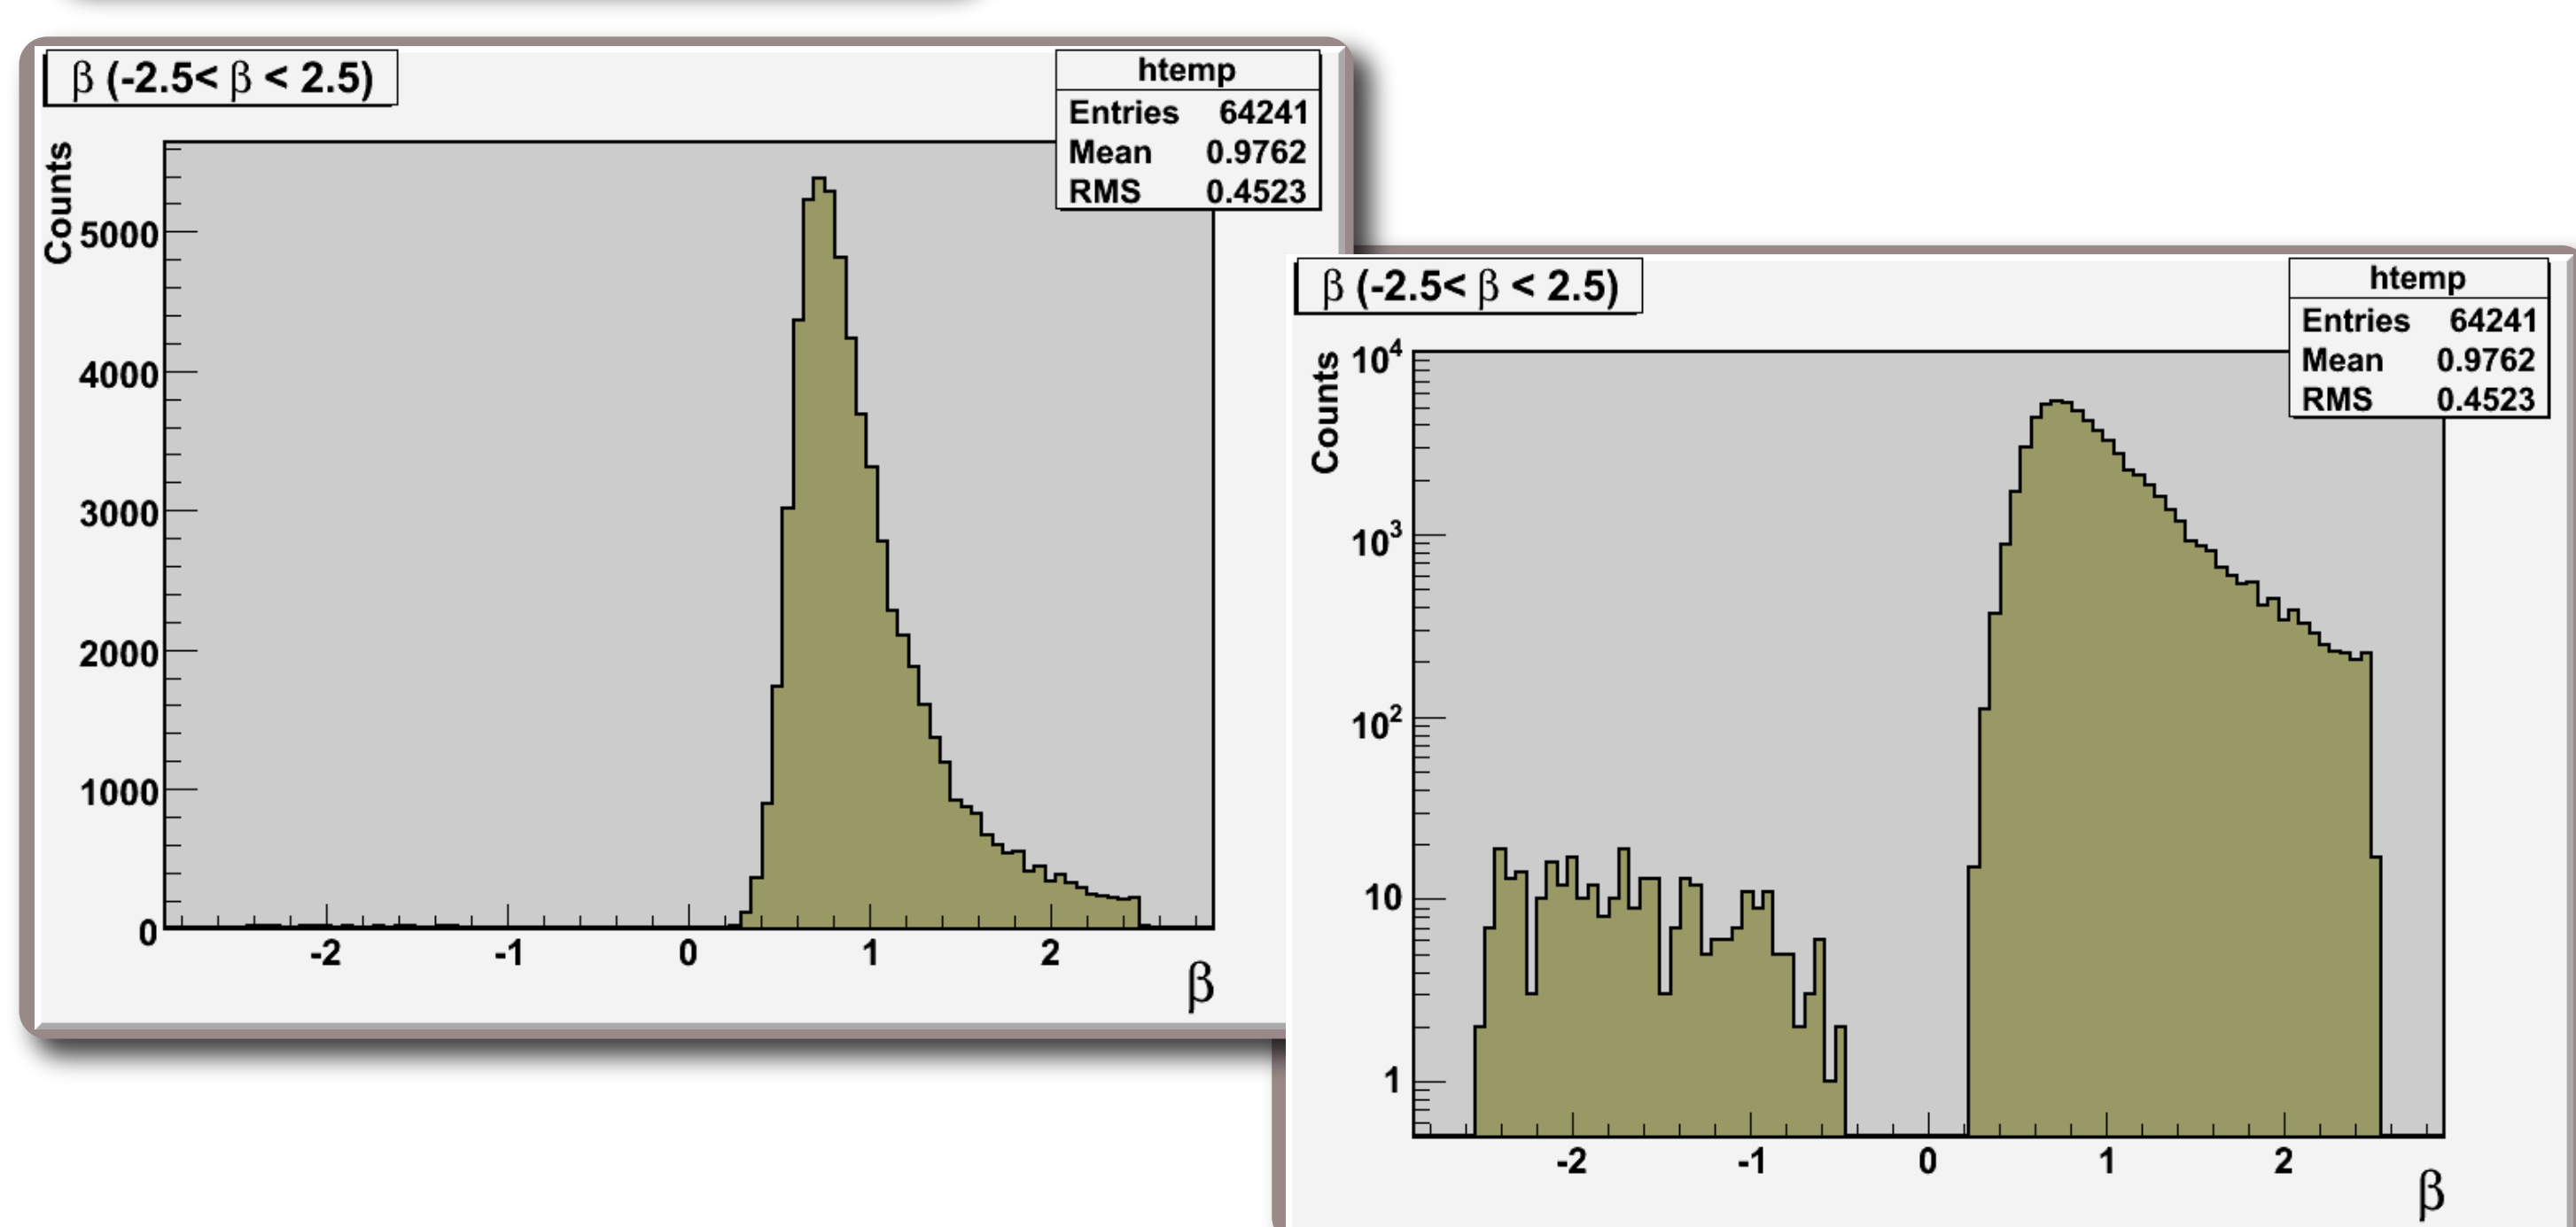 β (-2.5< β < 2.5)
htemp
Entries 64241
Mean 0.9762
RMS 0.4523
Counts
5000
4000
3000
2000
1000
0
-2 -1 0 1 2
β
β (-2.5< β < 2.5)
htemp
Entries 64241
Mean 0.9762
RMS 0.4523
Counts
10⁴
10³
10²
10
1
-2 -1 0 1 2
β